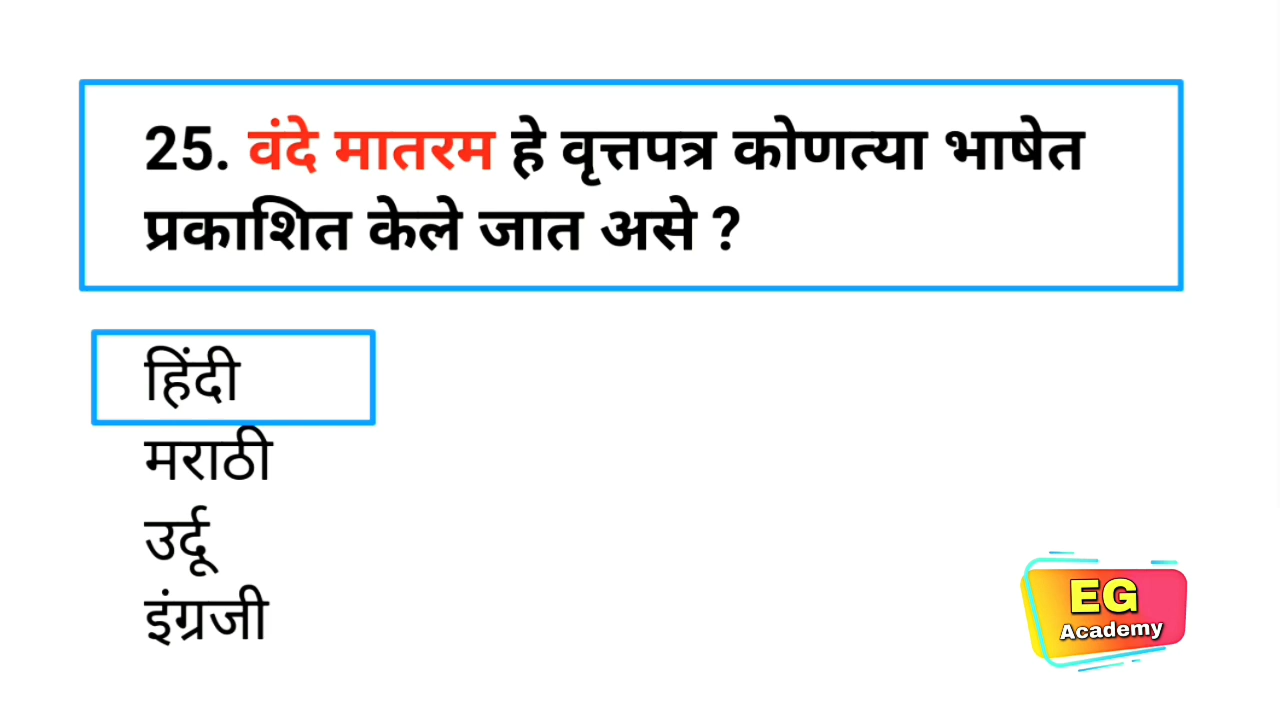 25. वंदे मातरम हे वृत्तपत्र कोणत्या भाषेत
प्रकाशित केले जात असे ?
हिंदी
मराठी
उर्दू
इंग्रजी
EG
Academy